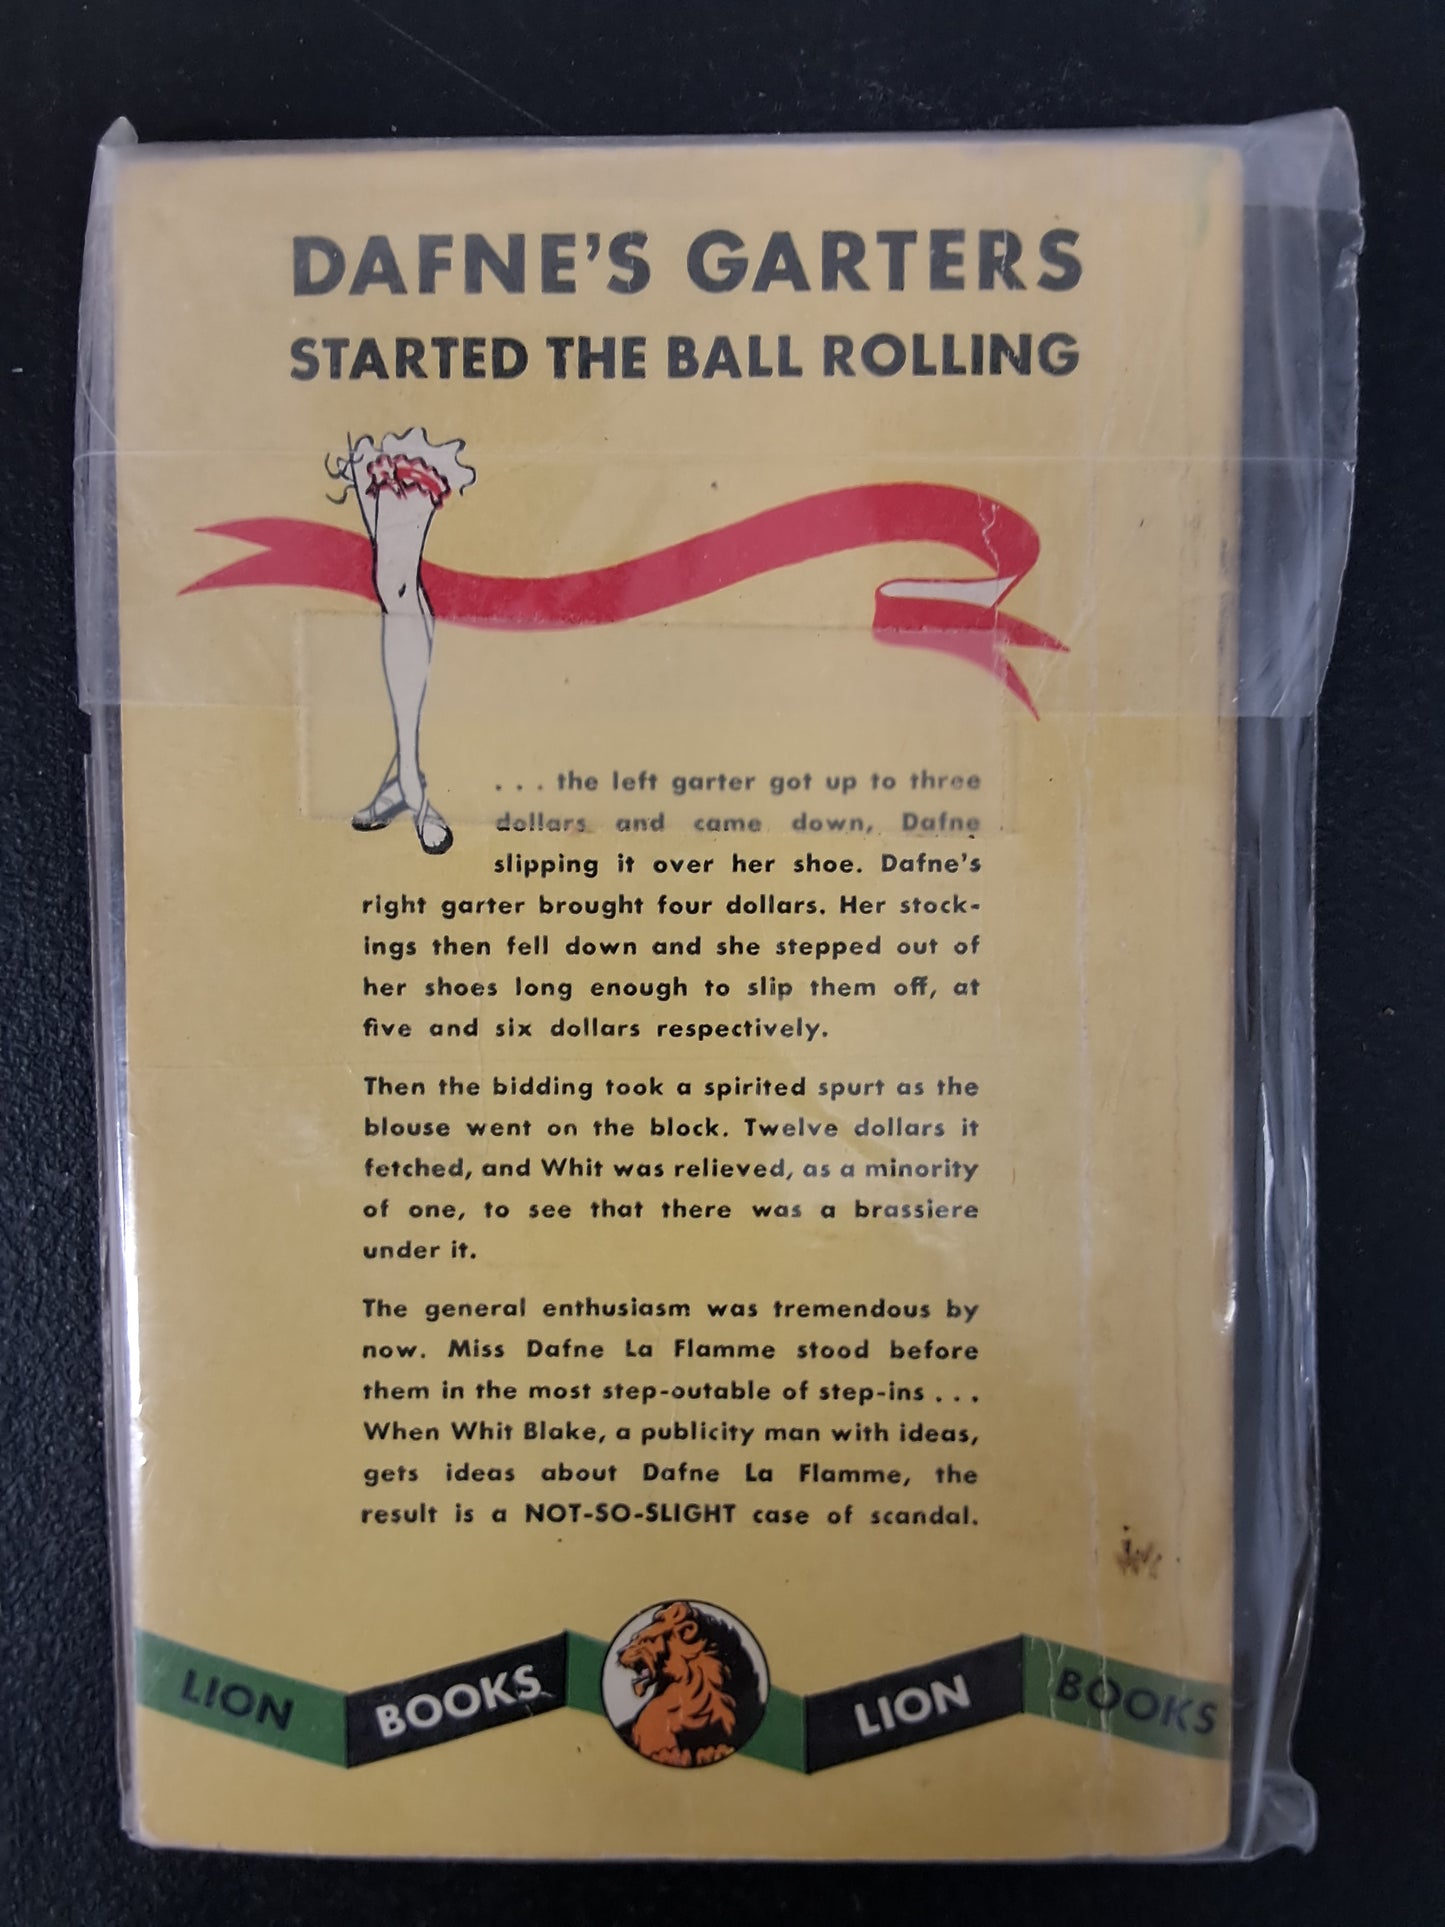 DAFNE'S GARTERS
STARTED THE BALL ROLLING
. . . the left garter got up to three
dollars and came down, Dafne
slipping it over her shoe. Dafne's
right garter brought four dollars. Her stock-
ings then fell down and she stepped out of
her shoes long enough to slip them off, at
five and six dollars respectively.
Then the bidding took a spirited spurt as the
blouse went on the block. Twelve dollars it
fetched, and Whit was relieved, as a minority
of one, to see that there was a brassiere
under it.
The general enthusiasm was tremendous by
now. Miss Dafne La Flamme stood before
them in the most step-outable of step-ins . . .
When Whit Blake, a publicity man with ideas,
gets ideas about Dafne La Flamme, the
result is a NOT-SO-SLIGHT case of scandal.
LION BOOKS LION BOOKS